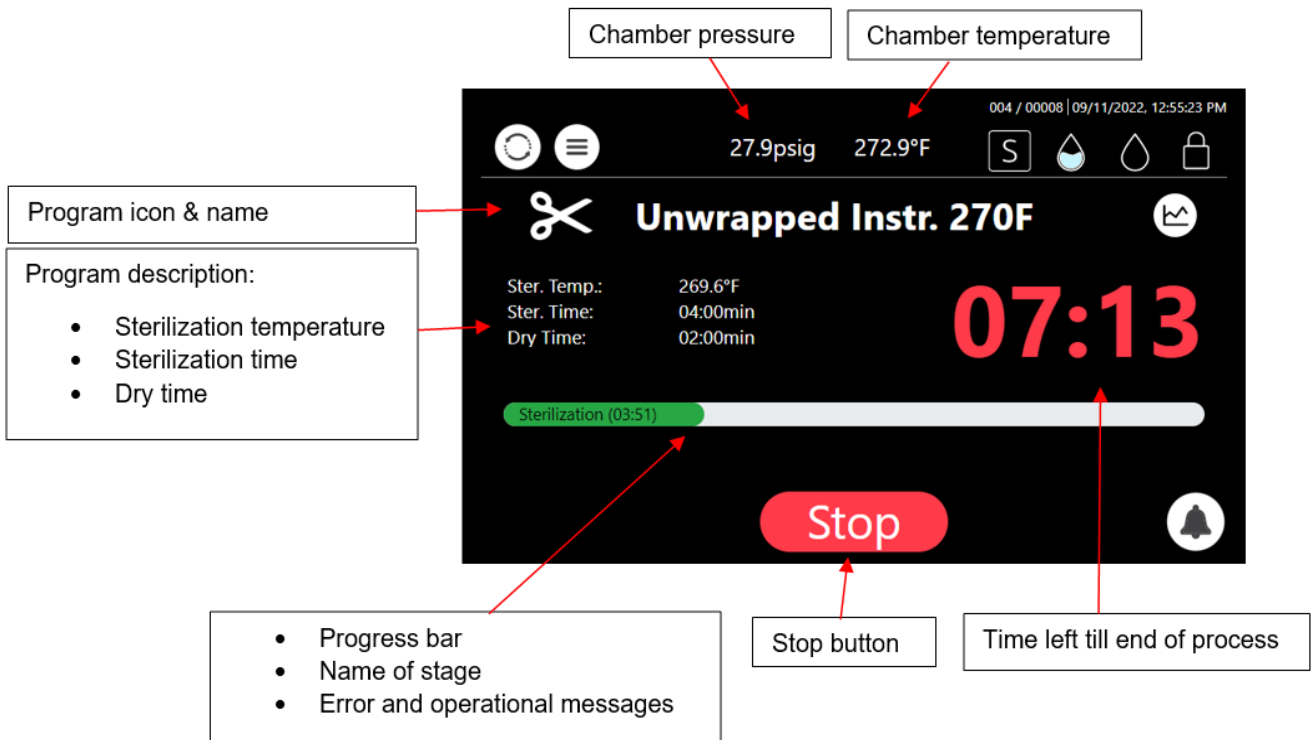 Chamber pressure
Chamber temperature
004 / 00008 | 09/11/2022, 12:55:23 PM
27.9psig 272.9°F S
Program icon & name
Unwrapped Instr. 270F
Program description:
• Sterilization temperature
• Sterilization time
• Dry time
Ster. Temp.: 269.6°F
Ster. Time: 04:00min
Dry Time: 02:00min
07:13
Sterilization (03:51)
Stop
• Progress bar
• Name of stage
• Error and operational messages
Stop button
Time left till end of process